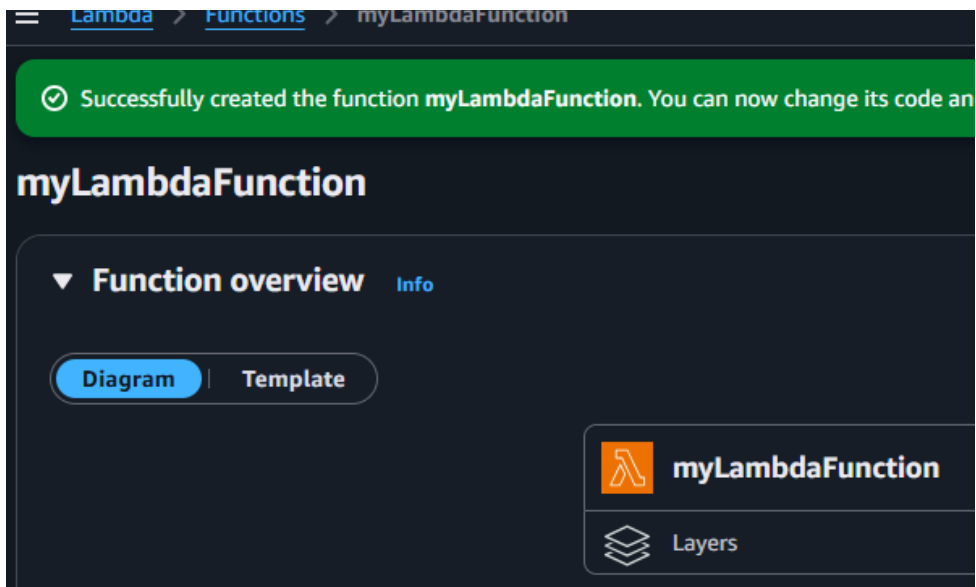 Lambda > Functions > myLambdaFunction
Successfully created the function myLambdaFunction. You can now change its code an
myLambdaFunction
Function overview Info
Diagram | Template
myLambdaFunction
Layers